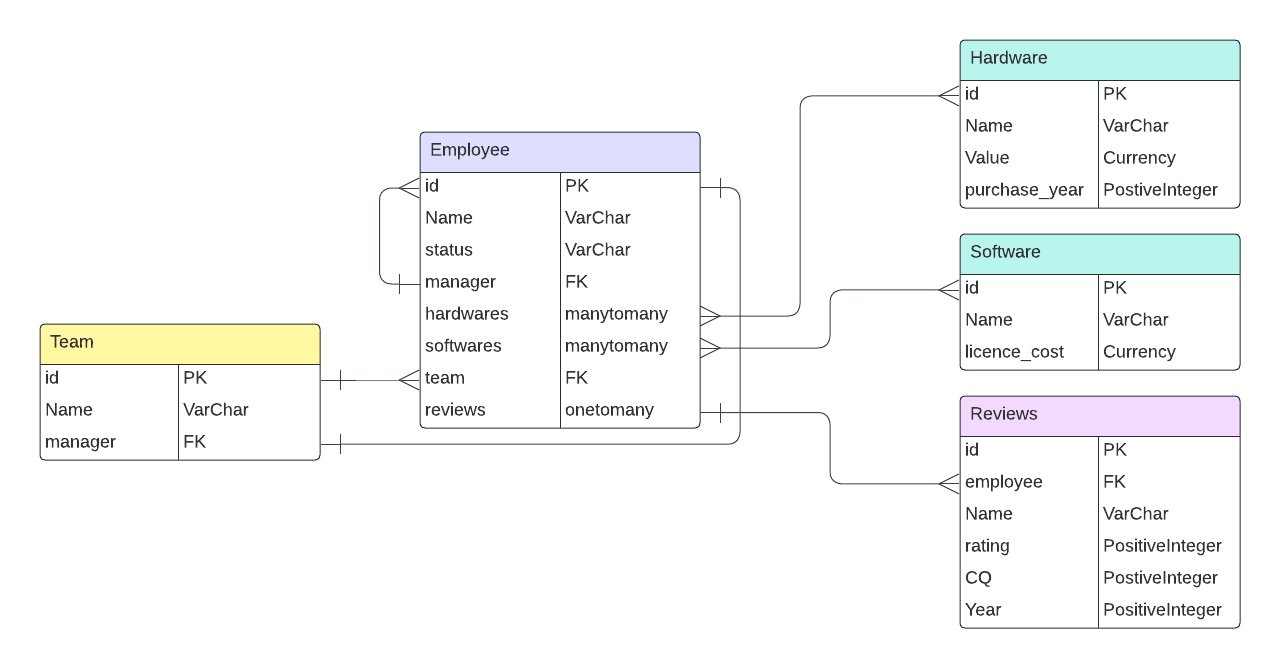 Hardware
id PK
Name VarChar
Value Currency
purchase_year PostiveInteger
Employee
id PK
Name VarChar
status VarChar
manager FK
hardwares manytomany
softwares manytomany
team FK
reviews onetomany
Software
id PK
Name VarChar
licence_cost Currency
Team
id PK
Name VarChar
manager FK
Reviews
id PK
employee FK
Name VarChar
rating PositiveInteger
CQ PostiveInteger
Year PositiveInteger